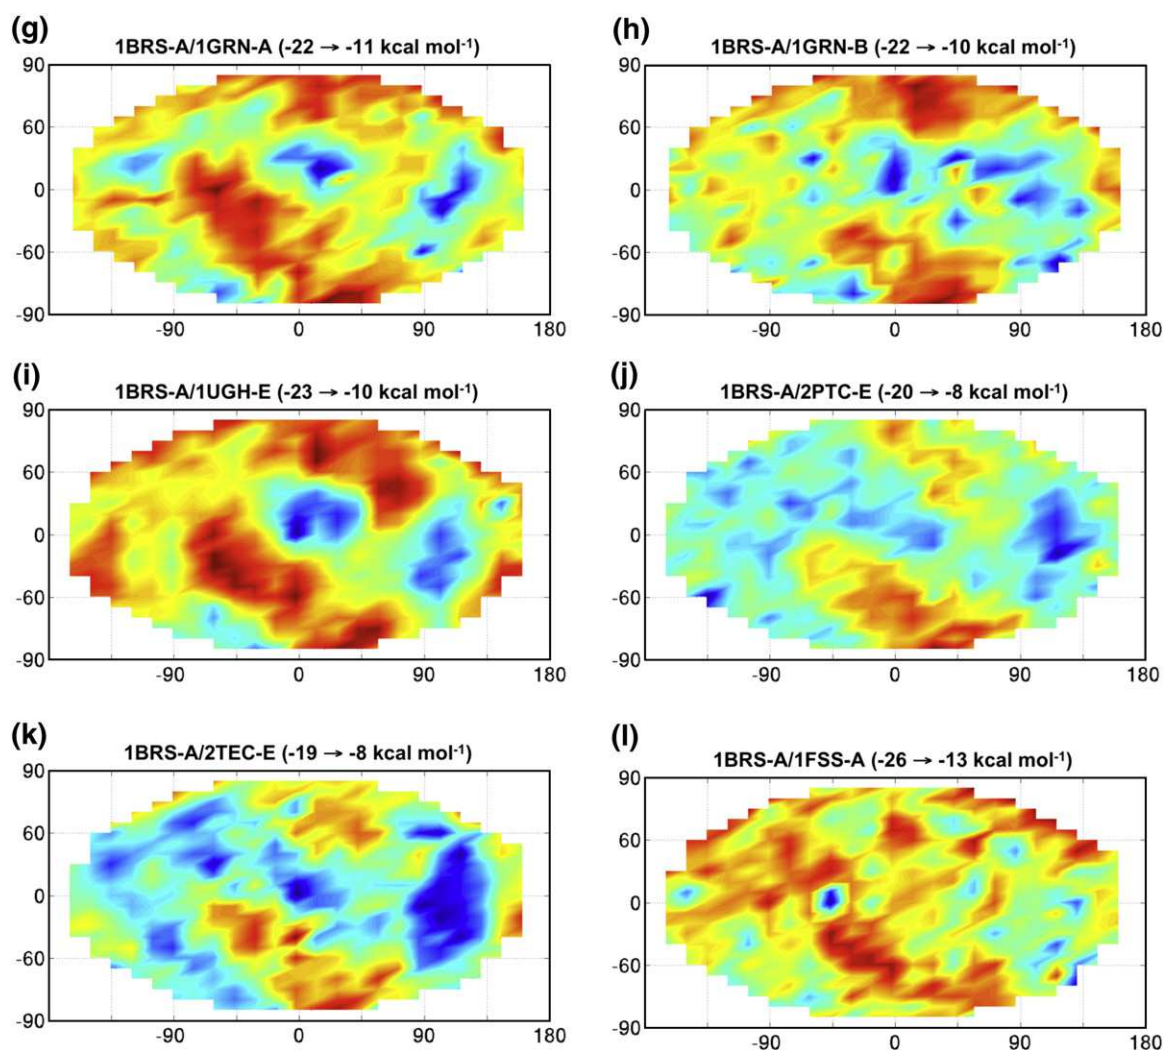 (g)
1BRS-A/1GRN-A (-22 → -11 kcal mol⁻¹)
90
60
0
-60
-90
-90 0 90 180
(h)
1BRS-A/1GRN-B (-22 → -10 kcal mol⁻¹)
90
60
0
-60
-90
-90 0 90 180
(i)
1BRS-A/1UGH-E (-23 → -10 kcal mol⁻¹)
90
60
0
-60
-90
-90 0 90 180
(j)
1BRS-A/2PTC-E (-20 → -8 kcal mol⁻¹)
90
60
0
-60
-90
-90 0 90 180
(k)
1BRS-A/2TEC-E (-19 → -8 kcal mol⁻¹)
90
60
0
-60
-90
-90 0 90 180
(l)
1BRS-A/1FSS-A (-26 → -13 kcal mol⁻¹)
90
60
0
-60
-90
-90 0 90 180